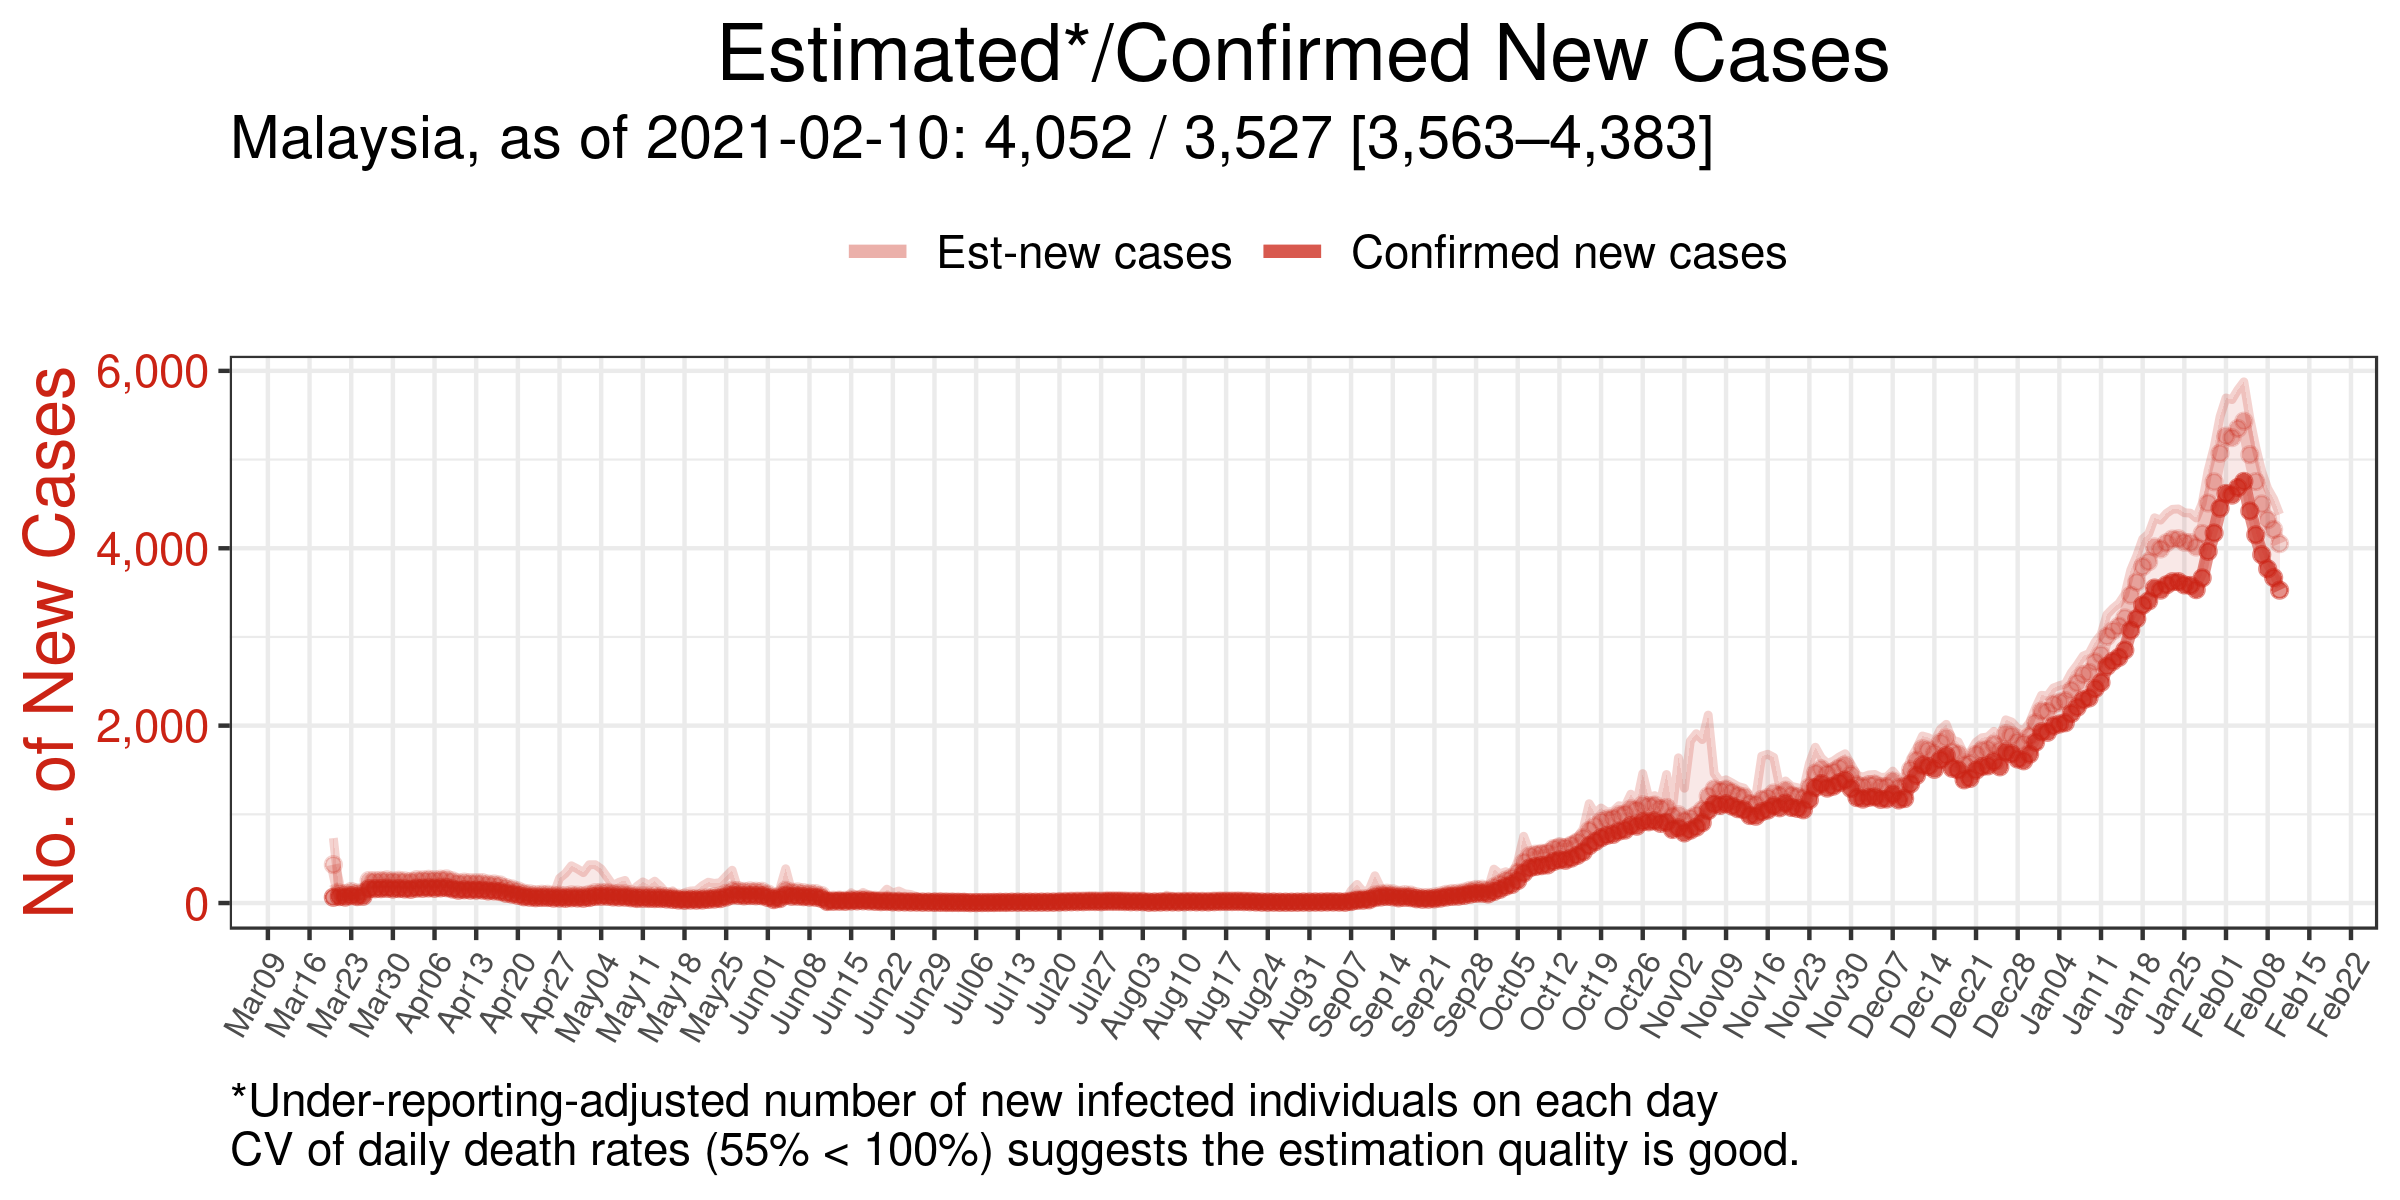 Estimated*/Confirmed New Cases
Malaysia, as of 2021-02-10: 4,052 / 3,527 [3,563–4,383]
Est-new cases Confirmed new cases
No. of New Cases
6,000
4,000
2,000
0
Mar09 Mar16 Mar23 Mar30 Apr06 Apr13 Apr20 Apr27 May04 May11 May18 May25 Jun01 Jun08 Jun15 Jun22 Jun29 Jul06 Jul13 Jul20 Jul27 Aug03 Aug10 Aug17 Aug24 Aug31 Sep07 Sep14 Sep21 Sep28 Oct05 Oct12 Oct19 Oct26 Nov02 Nov09 Nov16 Nov23 Nov30 Dec07 Dec14 Dec21 Dec28 Jan04 Jan11 Jan18 Jan25 Feb01 Feb08 Feb15 Feb22
*Under-reporting-adjusted number of new infected individuals on each day
CV of daily death rates (55% < 100%) suggests the estimation quality is good.